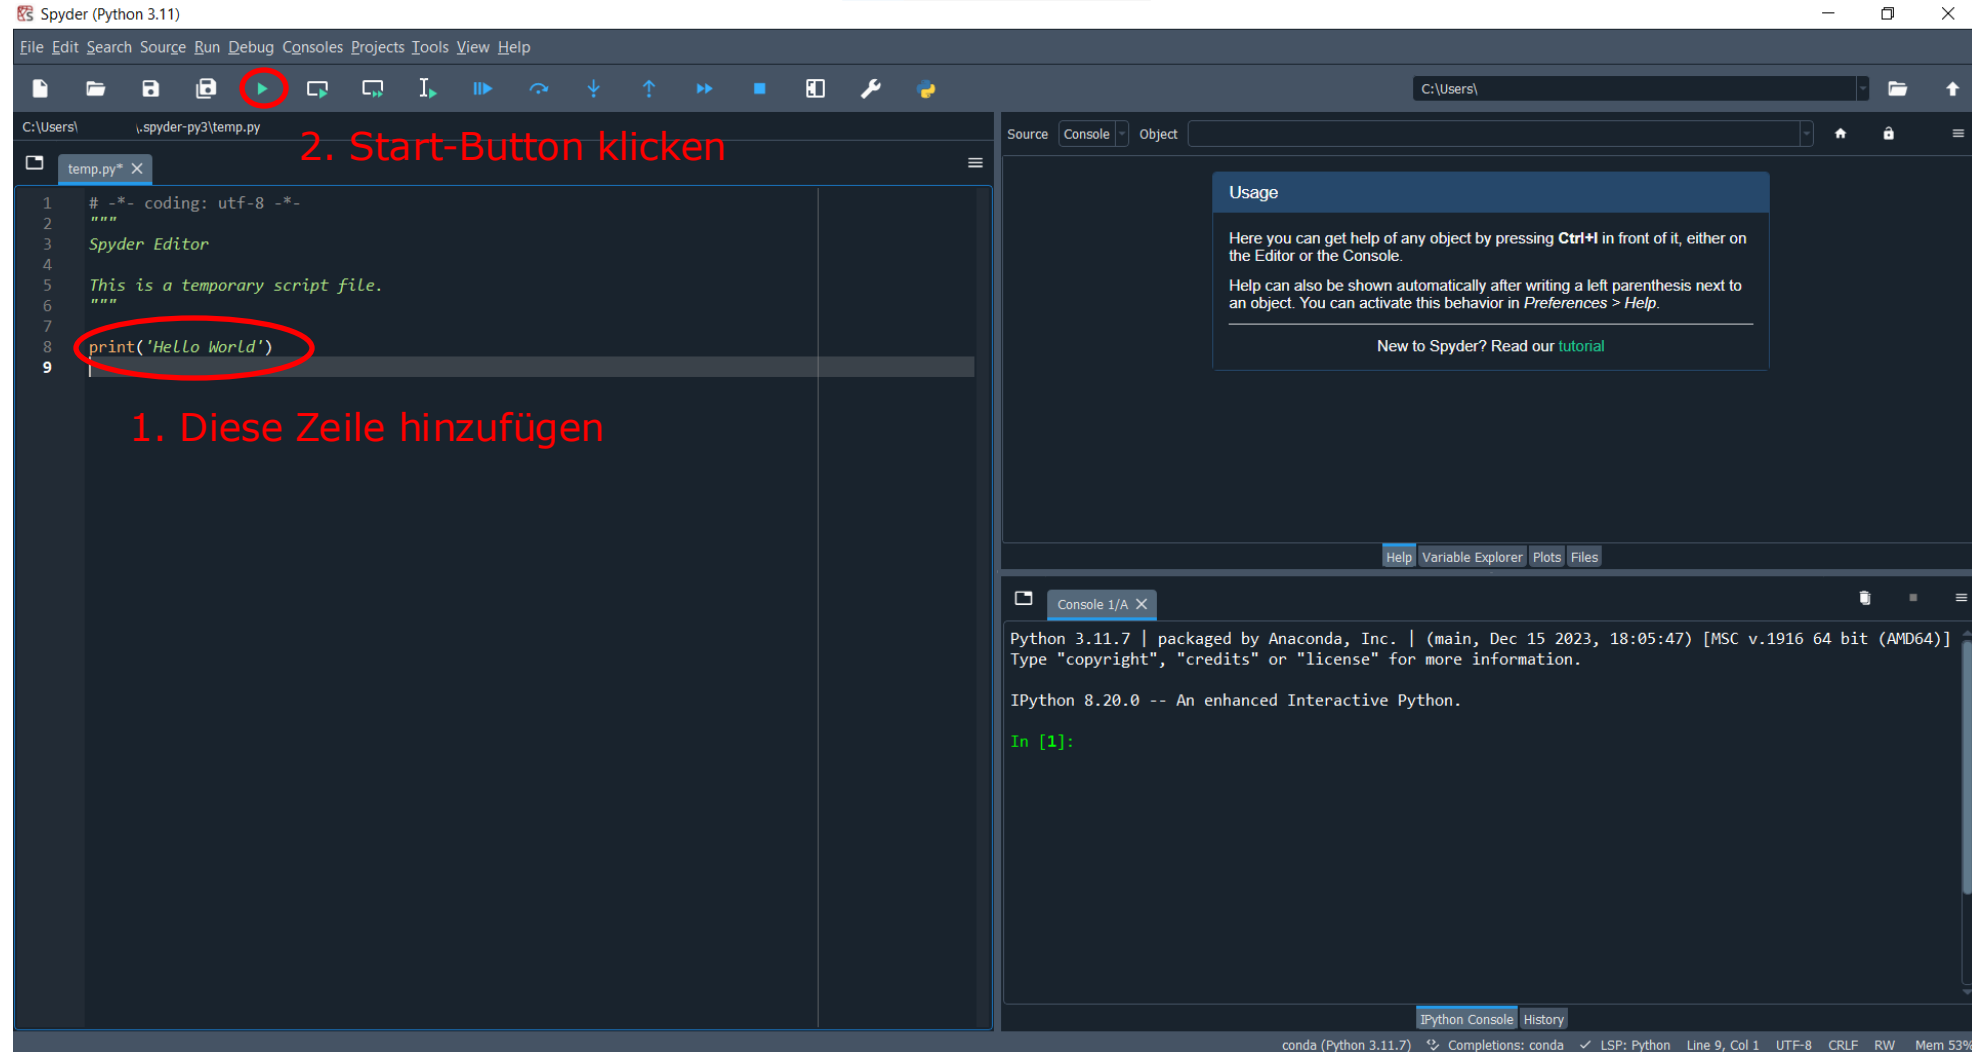 Spyder (Python 3.11)
File Edit Search Source Run Debug Consoles Projects Tools View Help
C:\Users\
C:\Users\ \.spyder-py3\temp.py
2. Start-Button klicken
temp.py*
1 # -*- coding: utf-8 -*-
2 """
3 Spyder Editor
4
5 This is a temporary script file.
6 """
7
8 print('Hello World')
9
1. Diese Zeile hinzufügen
Source Console Object
Usage
Here you can get help of any object by pressing Ctrl+I in front of it, either on
the Editor or the Console.
Help can also be shown automatically after writing a left parenthesis next to
an object. You can activate this behavior in Preferences > Help.
New to Spyder? Read our tutorial
Help Variable Explorer Plots Files
Console 1/A
Python 3.11.7 | packaged by Anaconda, Inc. | (main, Dec 15 2023, 18:05:47) [MSC v.1916 64 bit (AMD64)]
Type "copyright", "credits" or "license" for more information.
IPython 8.20.0 -- An enhanced Interactive Python.
In [1]:
IPython Console History
conda (Python 3.11.7) Completions: conda LSP: Python Line 9, Col 1 UTF-8 CRLF RW Mem 53%